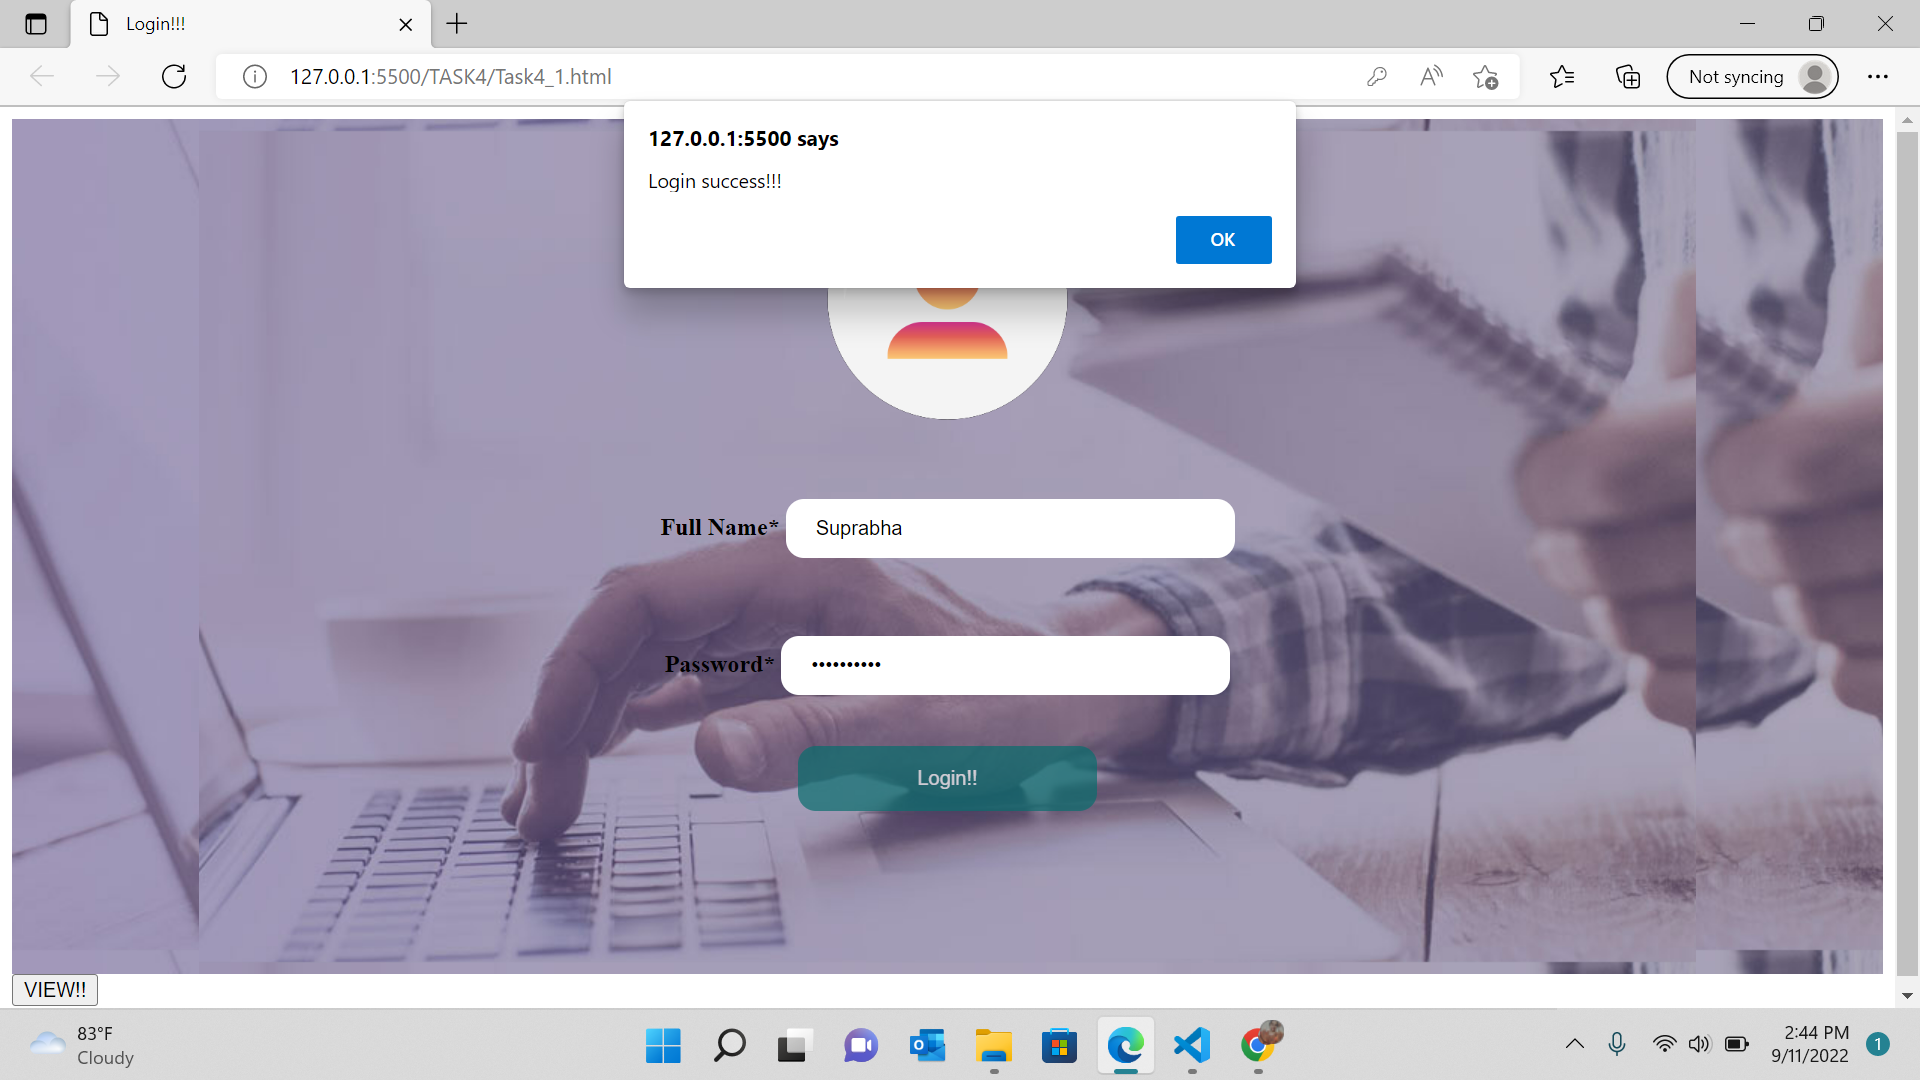 Login!!!
127.0.0.1:5500/TASK4/Task4_1.html
Not syncing
127.0.0.1:5500 says
Login success!!!
OK
Full Name* Suprabha
Password* ••••••••••
Login!!
VIEW!!
83°F
Cloudy
2:44 PM
9/11/2022
1